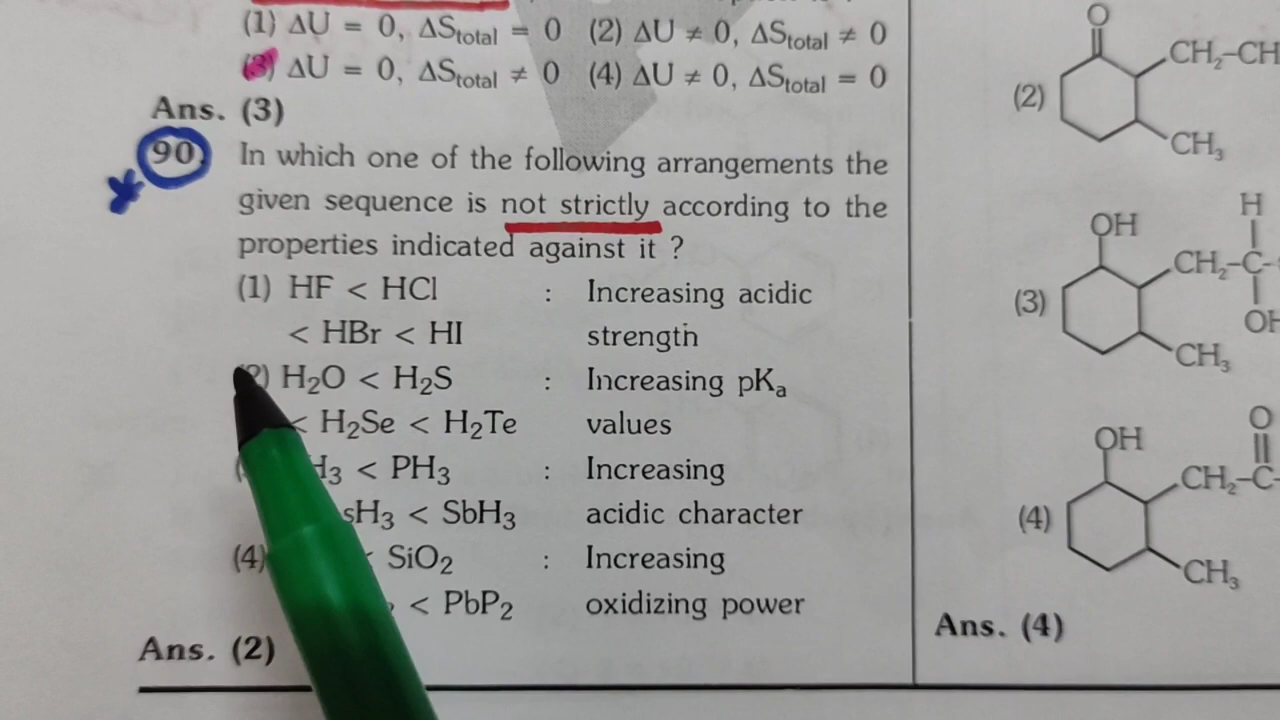 (1) ΔU = 0, ΔS_total = 0 (2) ΔU ≠ 0, ΔS_total ≠ 0
(3) ΔU = 0, ΔS_total ≠ 0 (4) ΔU ≠ 0, ΔS_total = 0
Ans. (3)
90. In which one of the following arrangements the
given sequence is not strictly according to the
properties indicated against it ?
(1) HF < HCl : Increasing acidic
< HBr < HI strength
H₂O < H₂S : Increasing pKₐ
< H₂Se < H₂Te values
< PH₃ : Increasing
< SbH₃ acidic character
(4) SiO₂ : Increasing
< PbP₂ oxidizing power
Ans. (2)
O
CH₂–CH
(2)
CH₃
H
OH
CH₂–C–
(3)
OH
CH₃
O
OH
CH₂–C–
(4)
CH₃
Ans. (4)